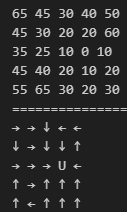 65 45 30 40 50
45 30 20 20 60
35 25 10 0 10
45 40 20 10 20
55 65 30 20 30
====================
→ → ↓ ← ←
↓ → ↓ ↓ ↑
→ → → U ←
↑ → ↑ ↑ ↑
↑ ← ↑ ↑ ↑